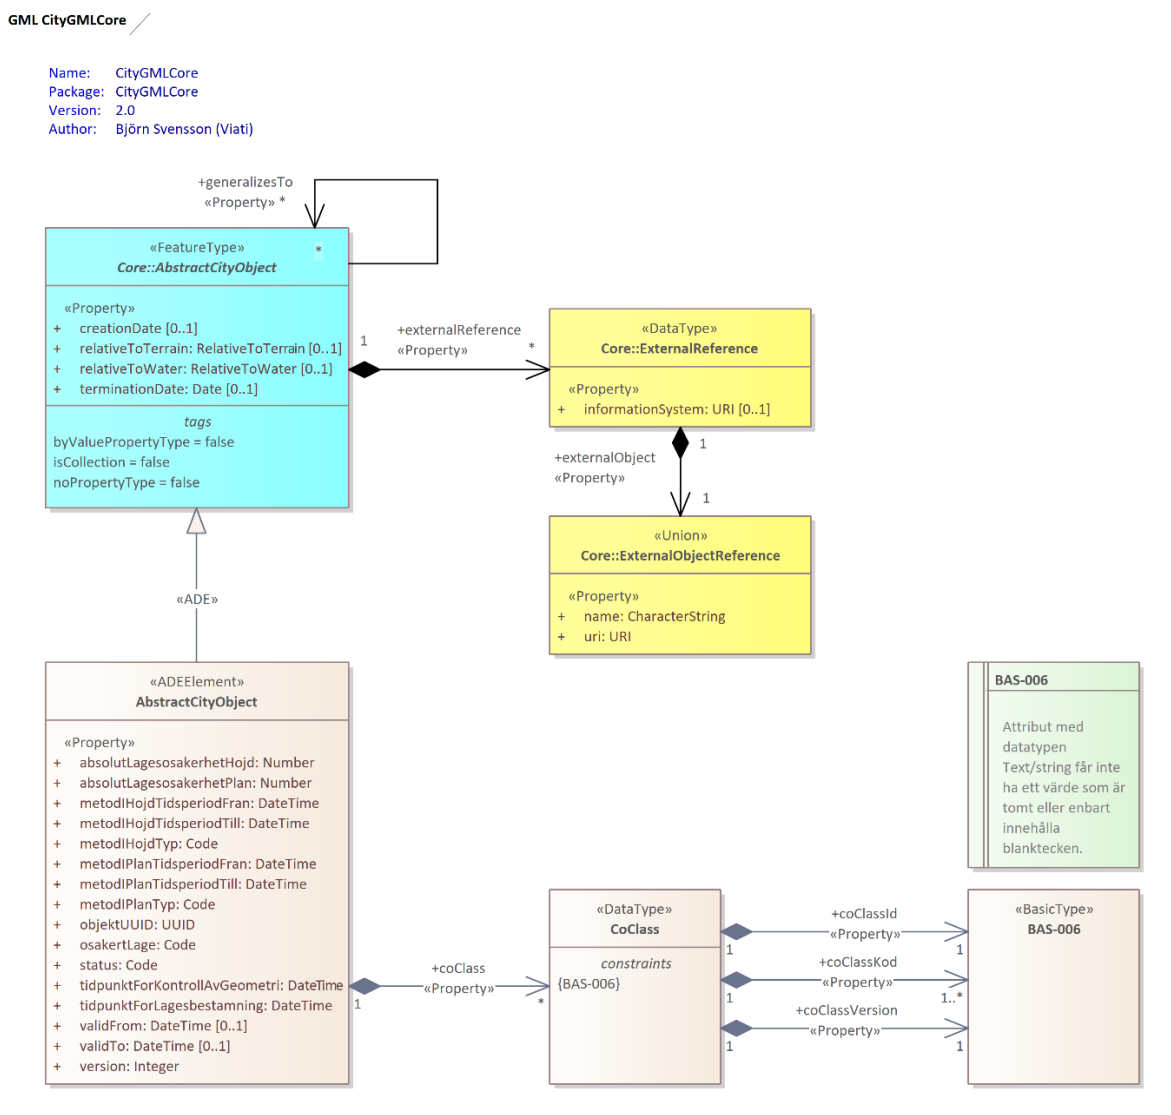 GML CityGMLCore
Name: CityGMLCore
Package: CityGMLCore
Version: 2.0
Author: Björn Svensson (Viati)
+generalizesTo
«Property» *
*
«FeatureType»
Core::AbstractCityObject
«Property»
+ creationDate [0..1]
+ relativeToTerrain: RelativeToTerrain [0..1]
+ relativeToWater: RelativeToWater [0..1]
+ terminationDate: Date [0..1]
tags
byValuePropertyType = false
isCollection = false
noPropertyType = false
1
+externalReference
«Property»
*
«DataType»
Core::ExternalReference
«Property»
+ informationSystem: URI [0..1]
1
+externalObject
«Property»
1
«Union»
Core::ExternalObjectReference
«Property»
+ name: CharacterString
+ uri: URI
«ADE»
«ADEElement»
AbstractCityObject
«Property»
+ absolutLagesosakerhetHojd: Number
+ absolutLagesosakerhetPlan: Number
+ metodIHojdTidsperiodFran: DateTime
+ metodIHojdTidsperiodTill: DateTime
+ metodIHojdTyp: Code
+ metodIPlanTidsperiodFran: DateTime
+ metodIPlanTidsperiodTill: DateTime
+ metodIPlanTyp: Code
+ objektUUID: UUID
+ osakertLage: Code
+ status: Code
+ tidpunktForKontrollAvGeometri: DateTime
+ tidpunktForLagesbestamning: DateTime
+ validFrom: DateTime [0..1]
+ validTo: DateTime [0..1]
+ version: Integer
1
+coClass
«Property»
*
«DataType»
CoClass
constraints
{BAS-006}
+coClassId
«Property»
1
1
+coClassKod
«Property»
1
1..*
+coClassVersion
«Property»
1
1
BAS-006
Attribut med
datatypen
Text/string får inte
ha ett värde som är
tomt eller enbart
innehålla
blanktecken.
«BasicType»
BAS-006